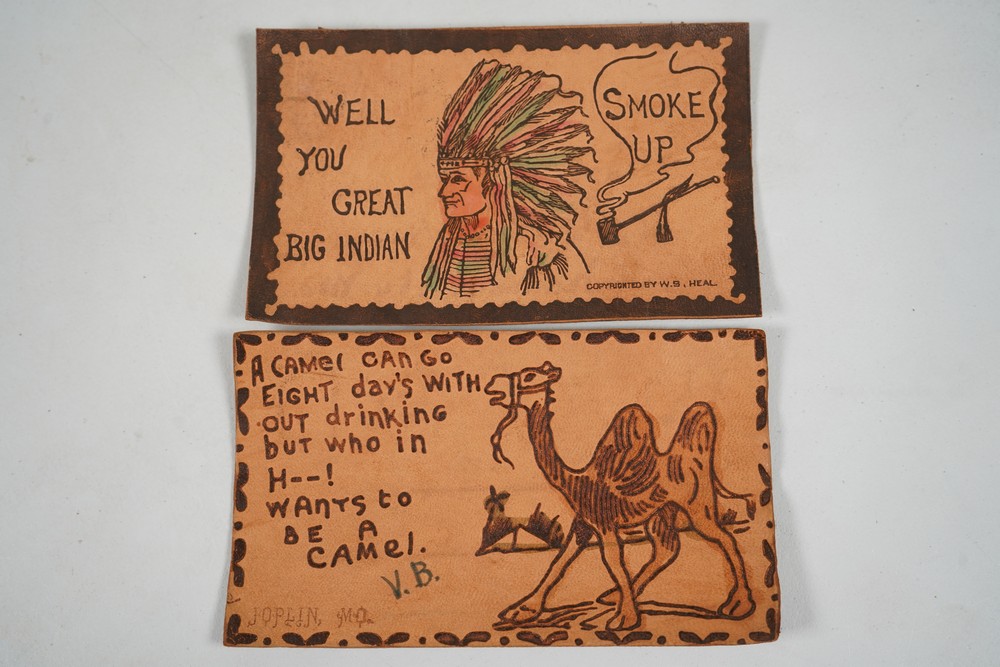 WELL
YOU
GREAT
BIG INDIAN
SMOKE
UP
COPYRIGHTED BY W.S. HEAL.
A CAMEl CAn GO
EIGHT day's WITH
OUT drinking
but who in
H--!
WANTS to
BE A
CAMEl.
V.B.
JOPLIN, MO.